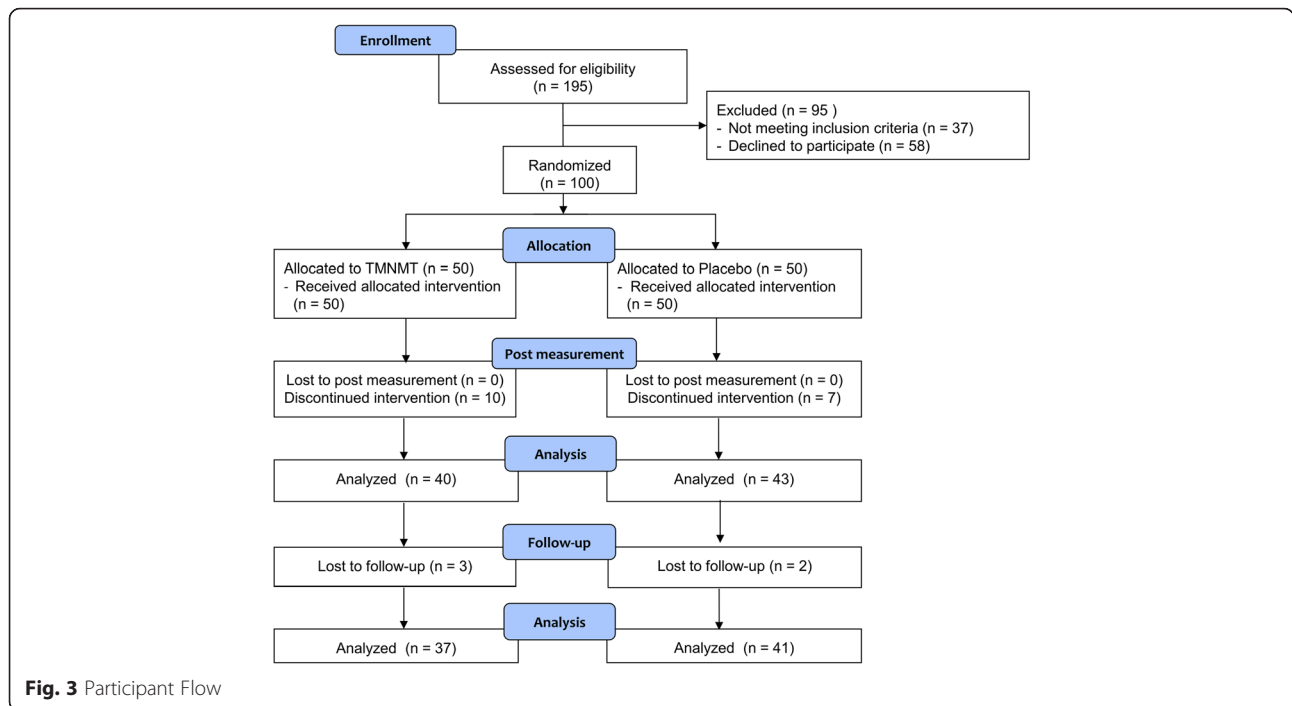 Enrollment
Assessed for eligibility
(n = 195)
Excluded (n = 95 )
- Not meeting inclusion criteria (n = 37)
- Declined to participate (n = 58)
Randomized
(n = 100)
Allocation
Allocated to TMNMT (n = 50)
- Received allocated intervention
(n = 50)
Allocated to Placebo (n = 50)
- Received allocated intervention
(n = 50)
Post measurement
Lost to post measurement (n = 0)
Discontinued intervention (n = 10)
Lost to post measurement (n = 0)
Discontinued intervention (n = 7)
Analysis
Analyzed (n = 40)
Analyzed (n = 43)
Follow-up
Lost to follow-up (n = 3)
Lost to follow-up (n = 2)
Analysis
Analyzed (n = 37)
Analyzed (n = 41)
Fig. 3 Participant Flow